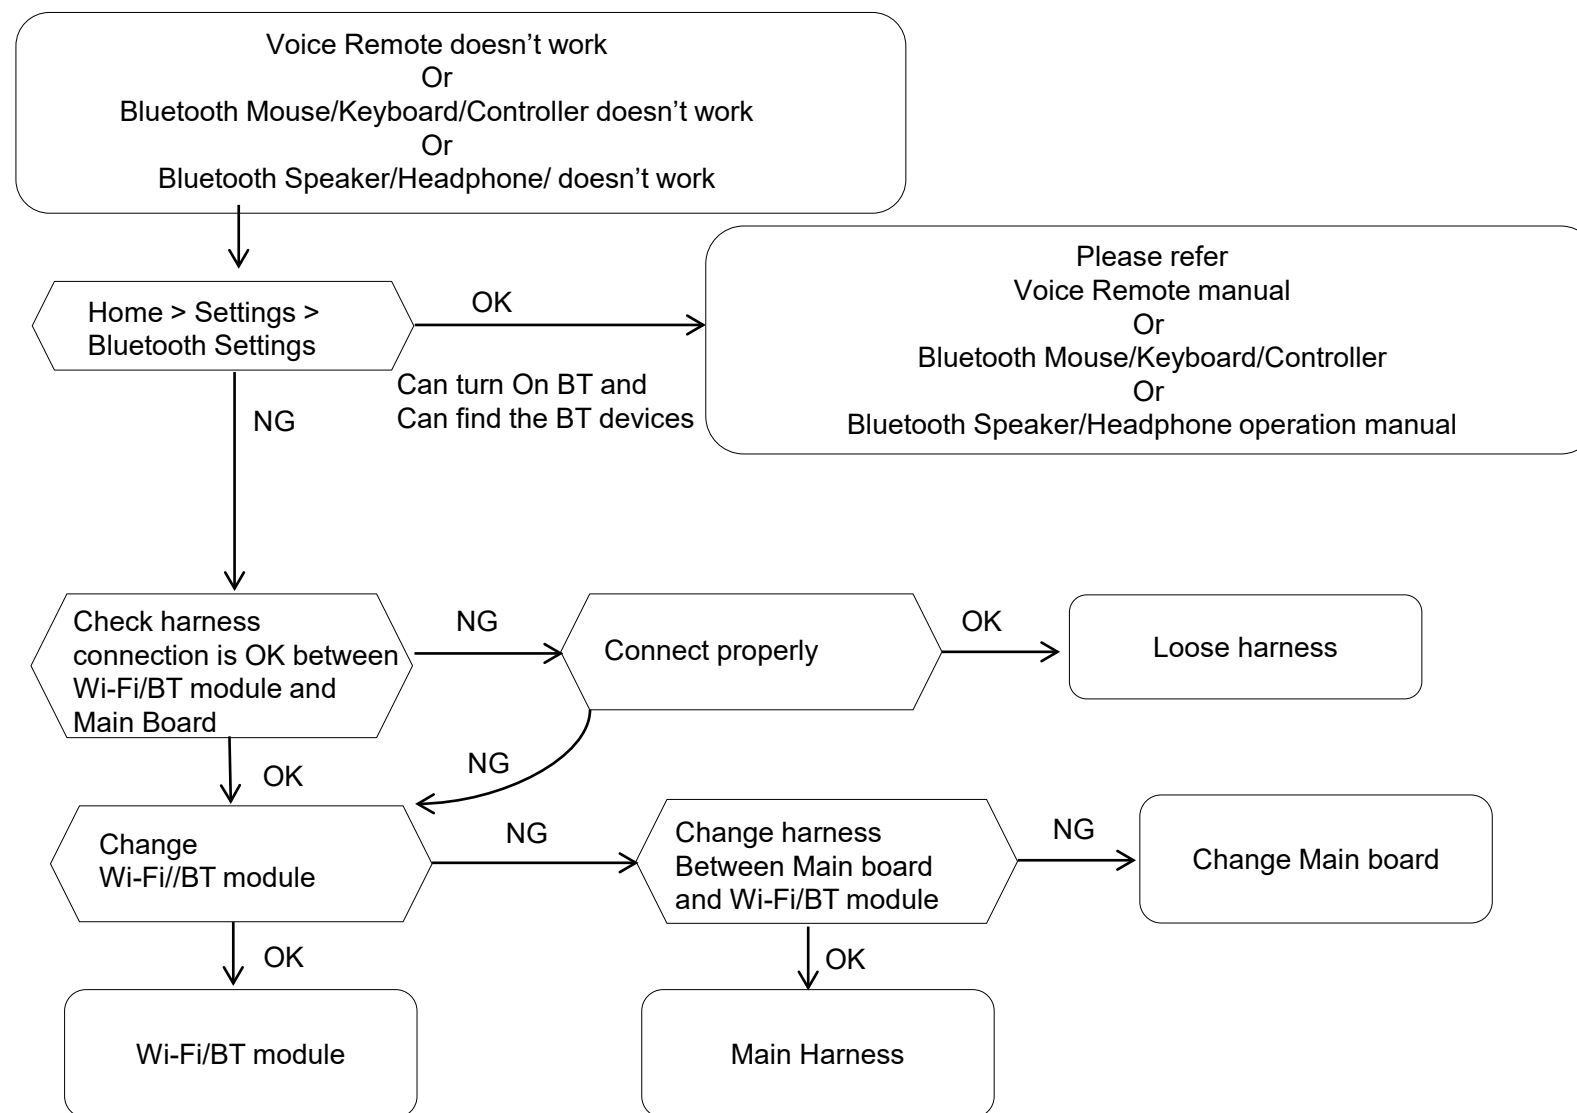 Voice Remote doesn’t work
Or
Bluetooth Mouse/Keyboard/Controller doesn’t work
Or
Bluetooth Speaker/Headphone/ doesn’t work
Home > Settings >
Bluetooth Settings
OK
Can turn On BT and
Can find the BT devices
Please refer
Voice Remote manual
Or
Bluetooth Mouse/Keyboard/Controller
Or
Bluetooth Speaker/Headphone operation manual
NG
Check harness
connection is OK between
Wi-Fi/BT module and
Main Board
NG
Connect properly
OK
Loose harness
OK
NG
Change
Wi-Fi//BT module
NG
Change harness
Between Main board
and Wi-Fi/BT module
NG
Change Main board
OK
OK
Wi-Fi/BT module
Main Harness